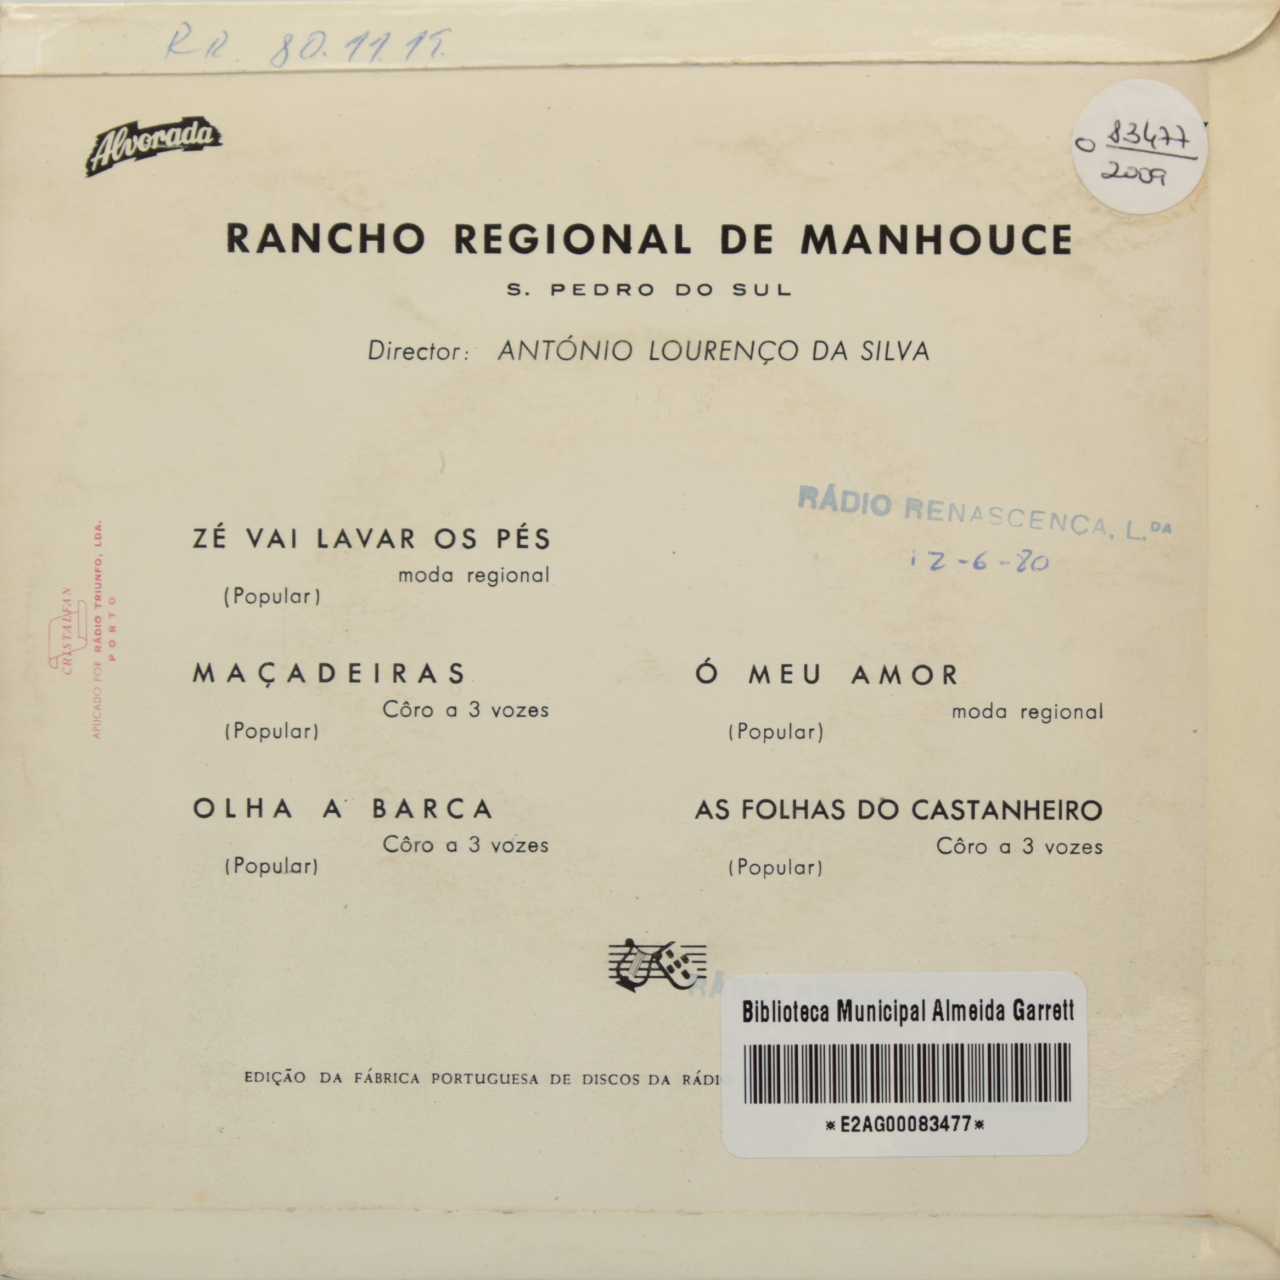 RR. 80.11.15.
Alvorada
O 83477
2009
RANCHO REGIONAL DE MANHOUCE
S. PEDRO DO SUL
Director: ANTÓNIO LOURENÇO DA SILVA
RÁDIO RENASCENÇA, L.DA
12-6-80
CRISTALFAN
APLICADO POR RÁDIO TRIUNFO, LDA.
PORTO
ZÉ VAI LAVAR OS PÉS
moda regional
(Popular)
MAÇADEIRAS
Côro a 3 vozes
(Popular)
OLHA A BARCA
Côro a 3 vozes
(Popular)
Ó MEU AMOR
moda regional
(Popular)
AS FOLHAS DO CASTANHEIRO
Côro a 3 vozes
(Popular)
EDIÇÃO DA FÁBRICA PORTUGUESA DE DISCOS DA RÁDI
Biblioteca Municipal Almeida Garrett
*E2AG00083477*